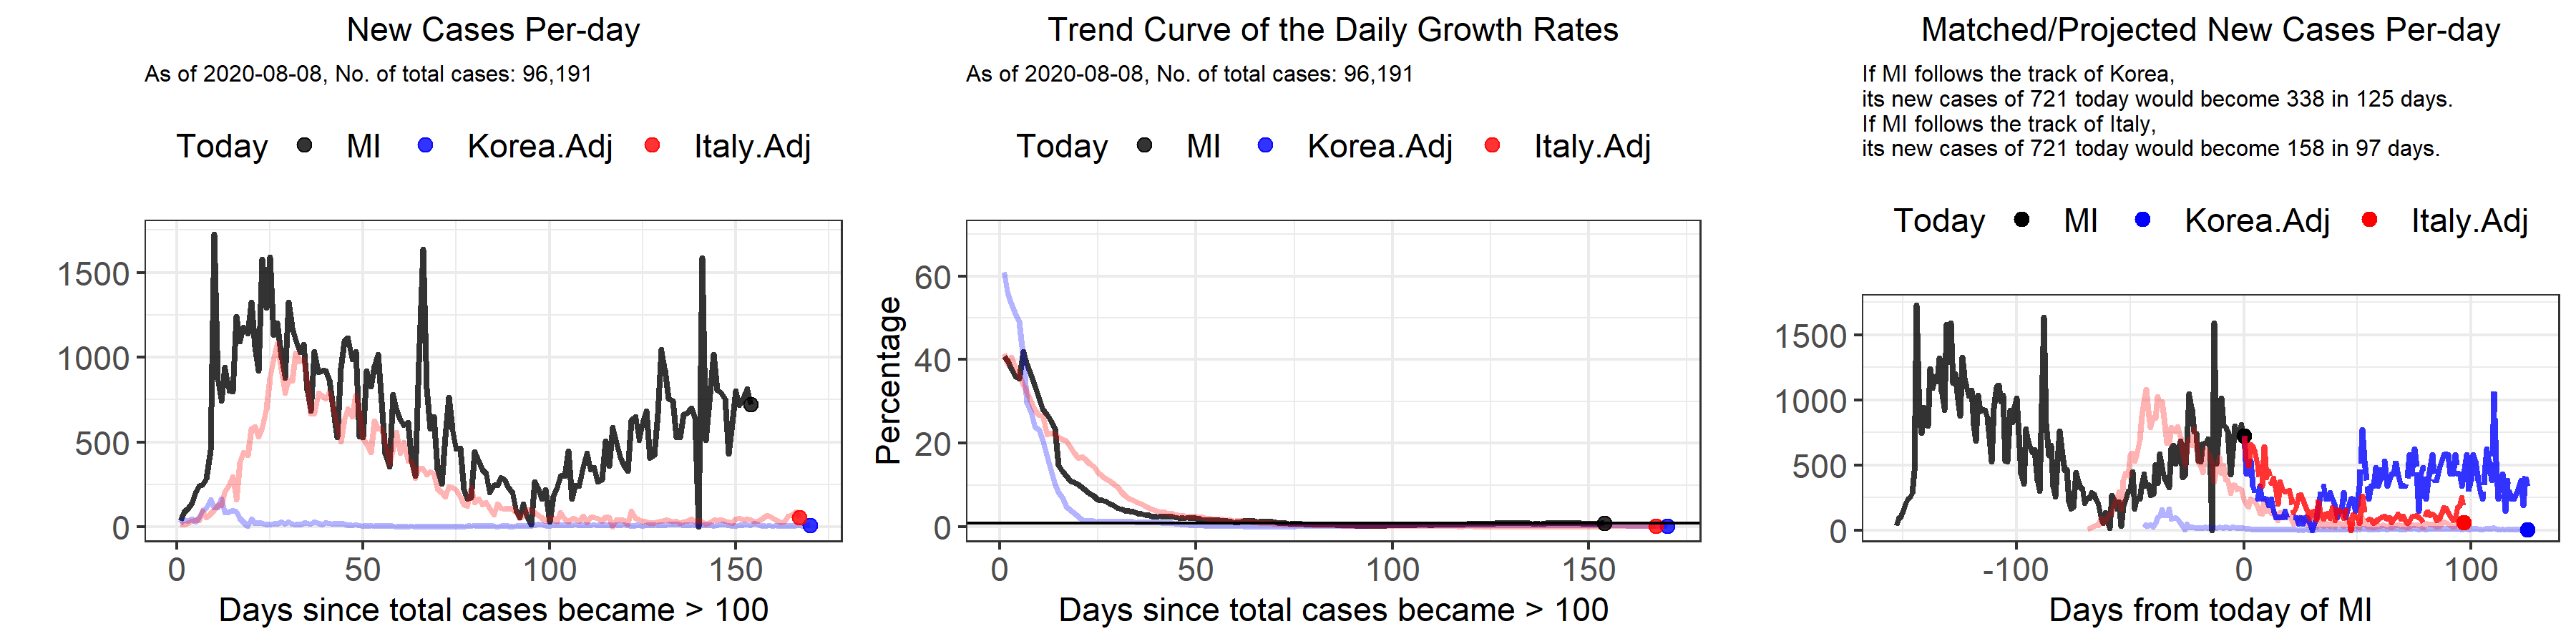 New Cases Per-day
As of 2020-08-08, No. of total cases: 96,191
Today MI Korea.Adj Italy.Adj
1500
1000
500
0
0 50 100 150
Days since total cases became > 100
Trend Curve of the Daily Growth Rates
As of 2020-08-08, No. of total cases: 96,191
Today MI Korea.Adj Italy.Adj
Percentage
60
40
20
0
0 50 100 150
Days since total cases became > 100
Matched/Projected New Cases Per-day
If MI follows the track of Korea,
its new cases of 721 today would become 338 in 125 days.
If MI follows the track of Italy,
its new cases of 721 today would become 158 in 97 days.
Today MI Korea.Adj Italy.Adj
1500
1000
500
0
-100 0 100
Days from today of MI